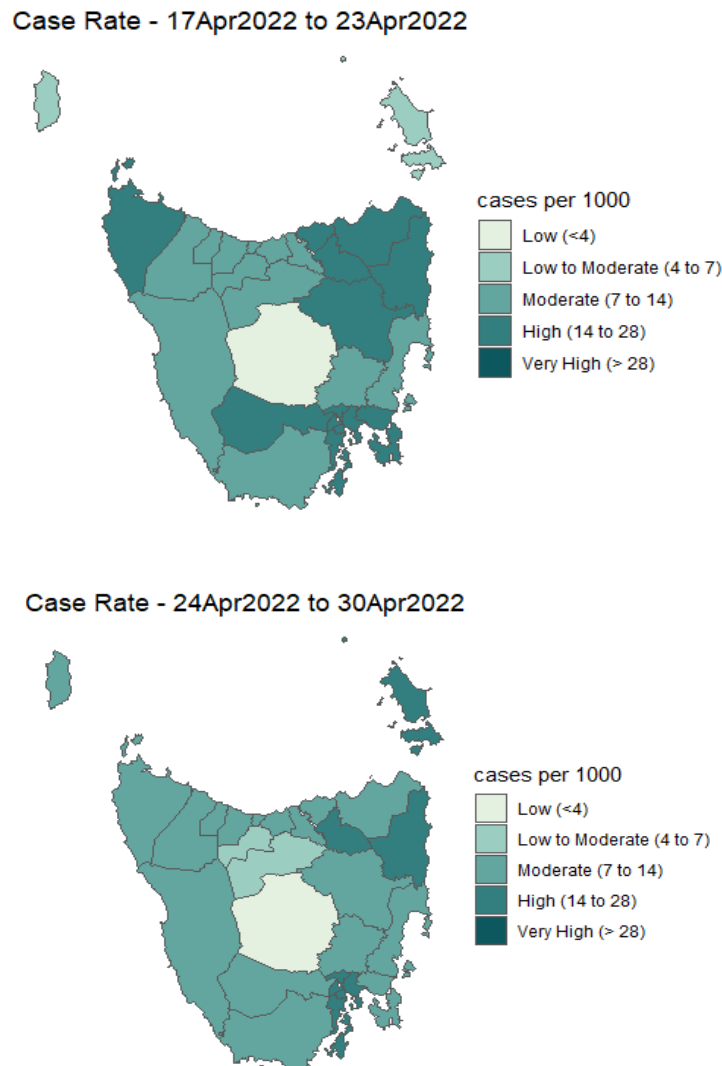 Case Rate - 17Apr2022 to 23Apr2022
cases per 1000
Low (<4)
Low to Moderate (4 to 7)
Moderate (7 to 14)
High (14 to 28)
Very High (> 28)
Case Rate - 24Apr2022 to 30Apr2022
cases per 1000
Low (<4)
Low to Moderate (4 to 7)
Moderate (7 to 14)
High (14 to 28)
Very High (> 28)